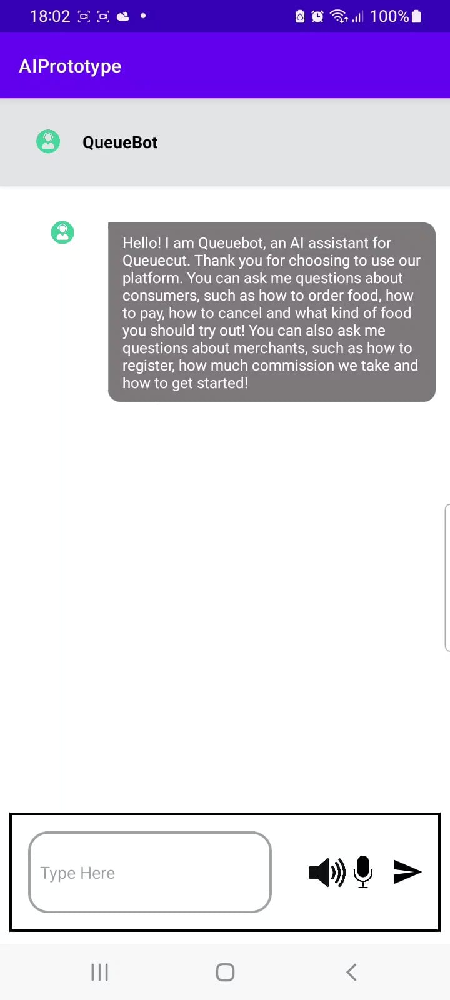 18:02 100%
AIPrototype
QueueBot
Hello! I am Queuebot, an AI assistant for
Queuecut. Thank you for choosing to use our
platform. You can ask me questions about
consumers, such as how to order food, how
to pay, how to cancel and what kind of food
you should try out! You can also ask me
questions about merchants, such as how to
register, how much commission we take and
how to get started!
Type Here